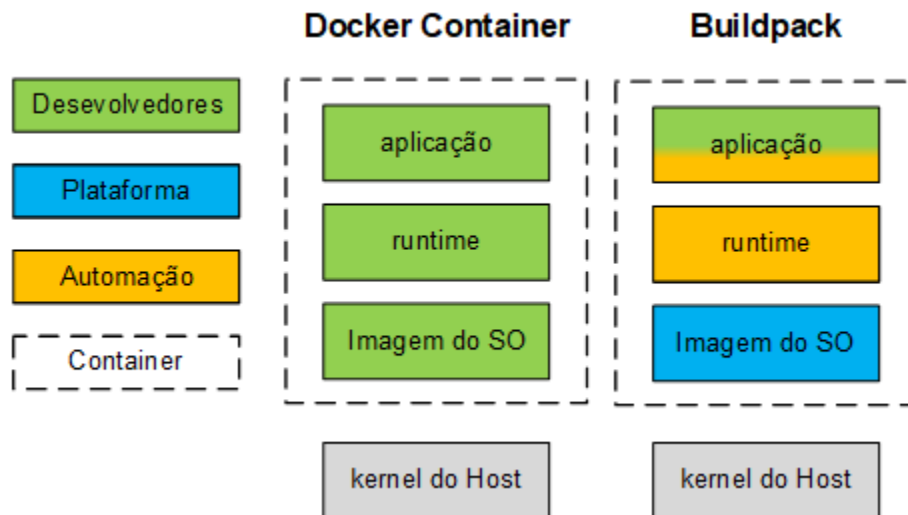 Docker Container
Buildpack
Desevolvedores
Plataforma
Automação
Container
aplicação
runtime
Imagem do SO
kernel do Host
aplicação
runtime
Imagem do SO
kernel do Host